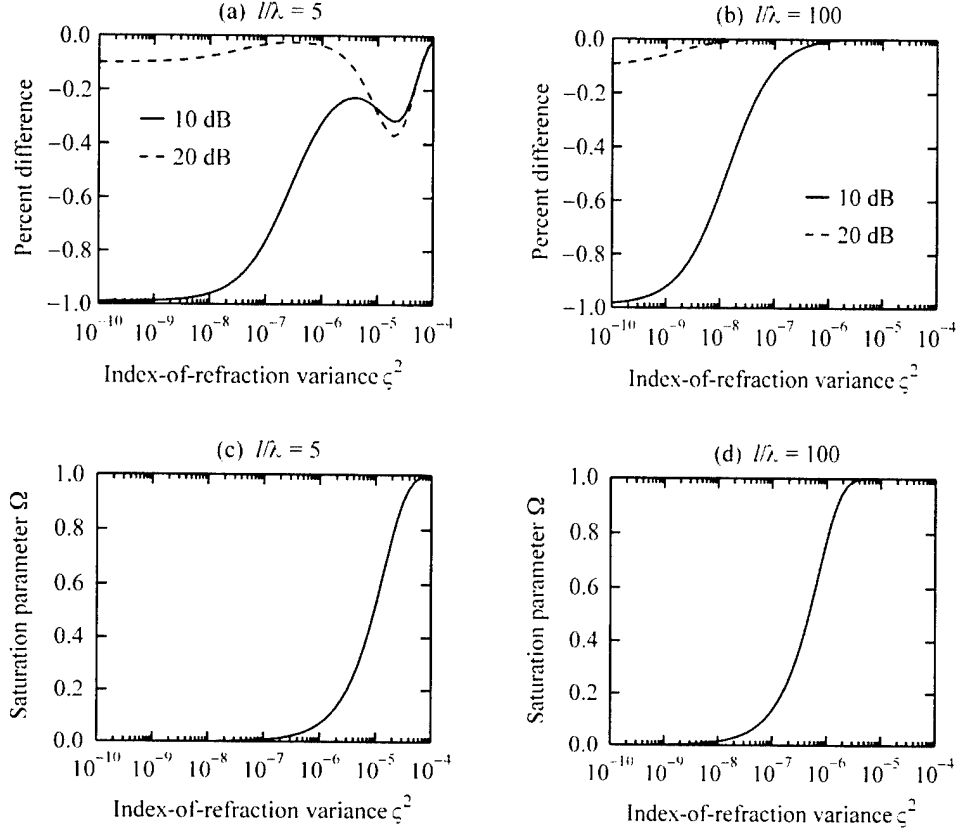 (a) l/λ = 5
0.0
−0.2
−0.4
−0.6
−0.8
−1.0
Percent difference
10 dB
20 dB
10⁻¹⁰ 10⁻⁹ 10⁻⁸ 10⁻⁷ 10⁻⁶ 10⁻⁵ 10⁻⁴
Index-of-refraction variance ς²
(b) l/λ = 100
0.0
−0.2
−0.4
−0.6
−0.8
−1.0
Percent difference
10 dB
20 dB
10⁻¹⁰ 10⁻⁹ 10⁻⁸ 10⁻⁷ 10⁻⁶ 10⁻⁵ 10⁻⁴
Index-of-refraction variance ς²
(c) l/λ = 5
1.0
0.8
0.6
0.4
0.2
0.0
Saturation parameter Ω
10⁻¹⁰ 10⁻⁹ 10⁻⁸ 10⁻⁷ 10⁻⁶ 10⁻⁵ 10⁻⁴
Index-of-refraction variance ς²
(d) l/λ = 100
1.0
0.8
0.6
0.4
0.2
0.0
Saturation parameter Ω
10⁻¹⁰ 10⁻⁹ 10⁻⁸ 10⁻⁷ 10⁻⁶ 10⁻⁵ 10⁻⁴
Index-of-refraction variance ς²